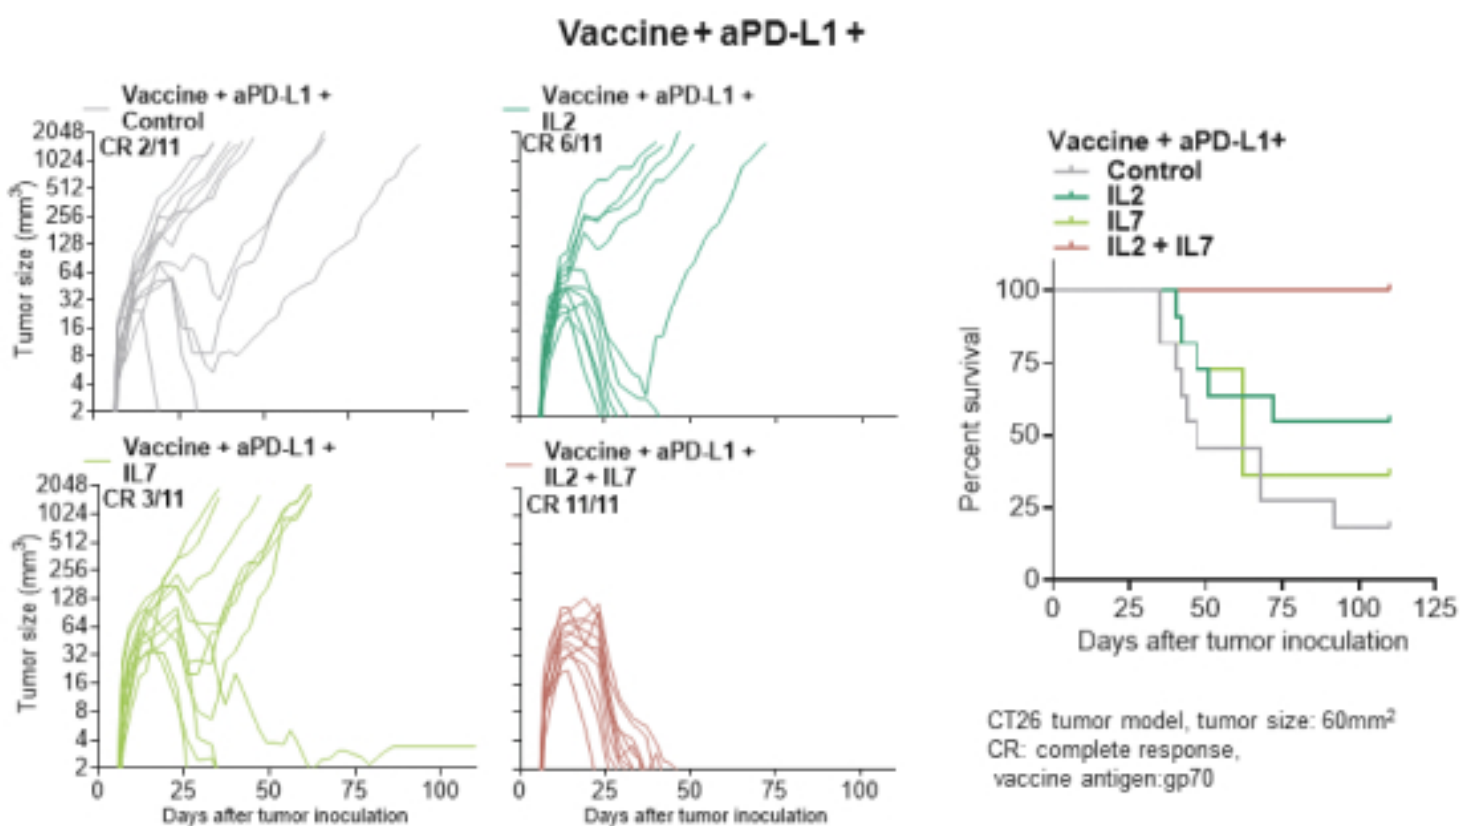 Vaccine + aPD-L1 +
Vaccine + aPD-L1 +
Control
CR 2/11
2048
1024
512
256
128
64
32
16
8
4
2
Tumor size (mm3)
Vaccine + aPD-L1 +
IL2
CR 6/11
Vaccine + aPD-L1 +
IL7
CR 3/11
2048
1024
512
256
128
64
32
16
8
4
2
Tumor size (mm3)
0 25 50 75 100
Days after tumor inoculation
Vaccine + aPD-L1 +
IL2 + IL7
CR 11/11
0 25 50 75 100
Days after tumor inoculation
Vaccine + aPD-L1+
Control
IL2
IL7
IL2 + IL7
100
75
50
25
0
Percent survival
0 25 50 75 100 125
Days after tumor inoculation
CT26 tumor model, tumor size: 60mm2
CR: complete response,
vaccine antigen:gp70